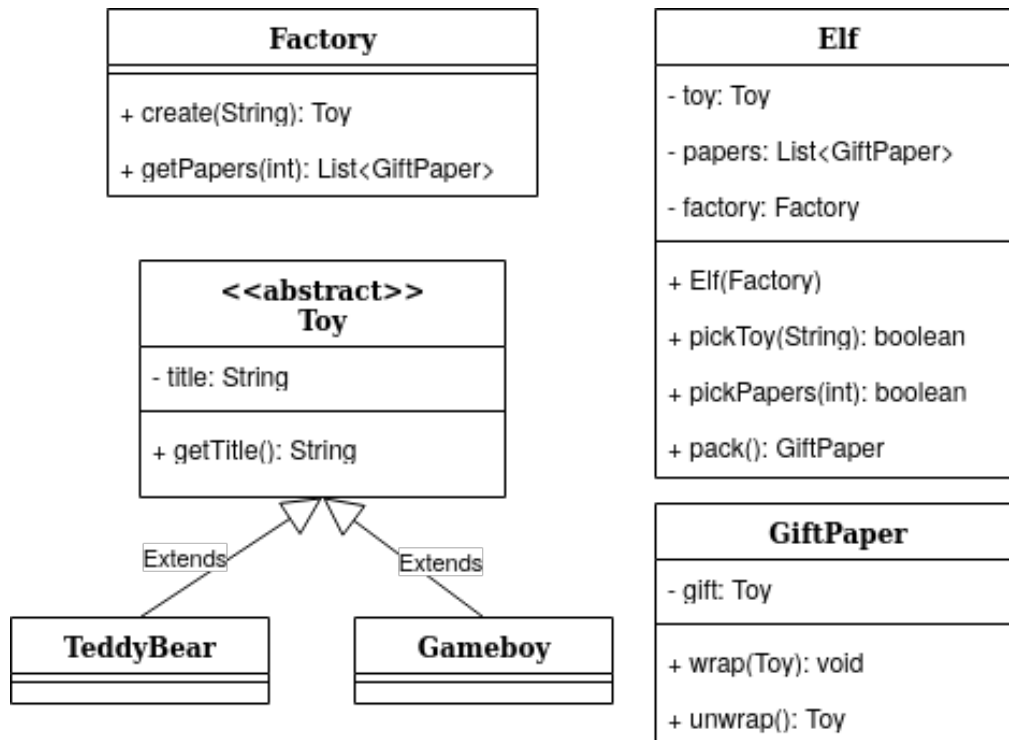 Factory
+ create(String): Toy
+ getPapers(int): List<GiftPaper>
<<abstract>>
Toy
- title: String
+ getTitle(): String
Extends
Extends
TeddyBear
Gameboy
Elf
- toy: Toy
- papers: List<GiftPaper>
- factory: Factory
+ Elf(Factory)
+ pickToy(String): boolean
+ pickPapers(int): boolean
+ pack(): GiftPaper
GiftPaper
- gift: Toy
+ wrap(Toy): void
+ unwrap(): Toy